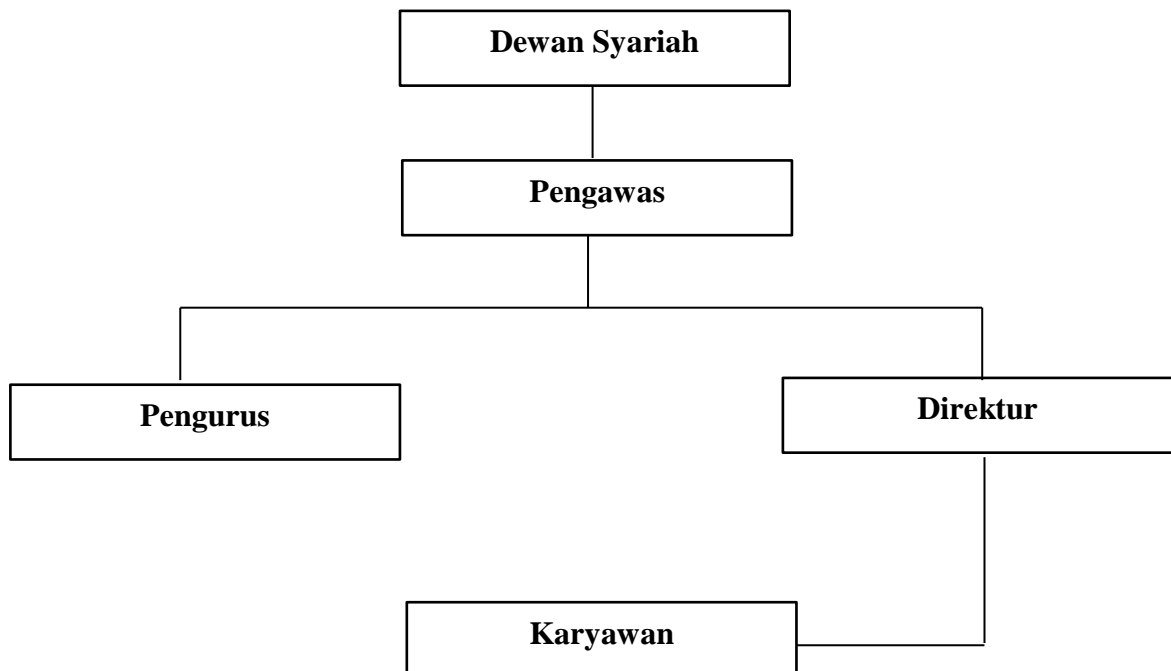 Dewan Syariah
Pengawas
Pengurus
Direktur
Karyawan